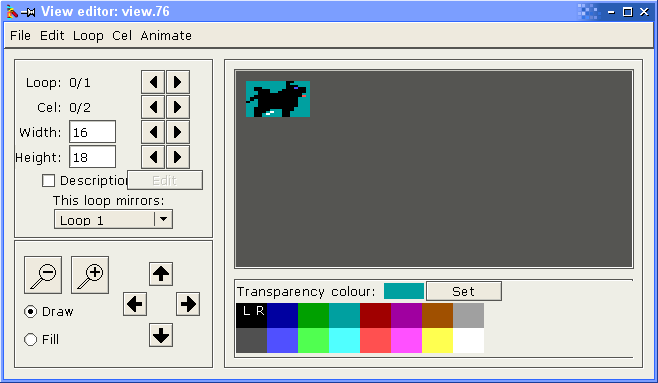 View editor: view.76
File Edit Loop Cel Animate
Loop: 0/1
Cel: 0/2
Width: 16
Height: 18
Description Edit
This loop mirrors:
Loop 1
Draw
Fill
Transparency colour: Set
L R